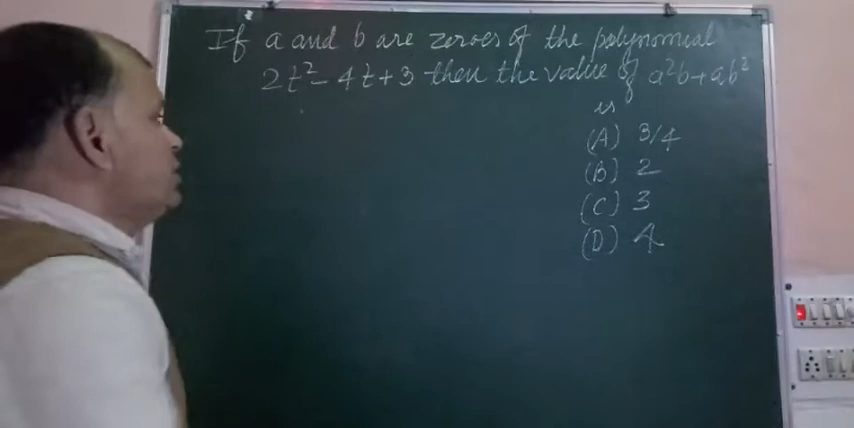 If a and b are zeroes of the polynomial
2t²- 4t+3 then the value of a²b+ab²
is
(A) 3/4
(B) 2
(C) 3
(D) 4